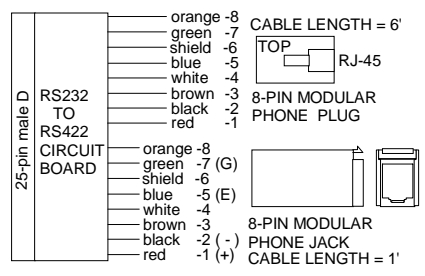 orange -8
green -7
shield -6
blue -5
white -4
brown -3
black -2
red -1
CABLE LENGTH = 6'
TOP
RJ-45
8-PIN MODULAR
PHONE PLUG
25-pin male D
RS232
TO
RS422
CIRCUIT
BOARD
orange -8
green -7 (G)
shield -6
blue -5 (E)
white -4
brown -3
black -2 ( - )
red -1 (+)
8-PIN MODULAR
PHONE JACK
CABLE LENGTH = 1'